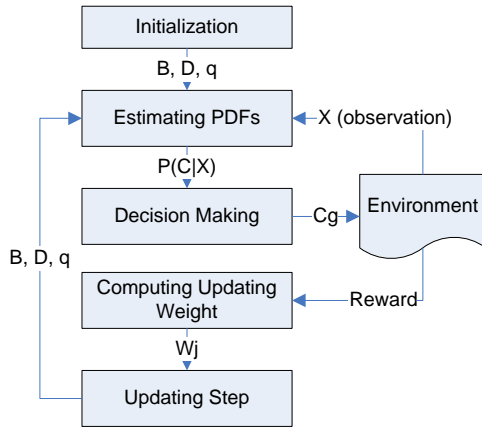 Initialization
B, D, q
Estimating PDFs
X (observation)
P(C|X)
Decision Making
Cg
Environment
B, D, q
Computing Updating
Weight
Reward
Wj
Updating Step